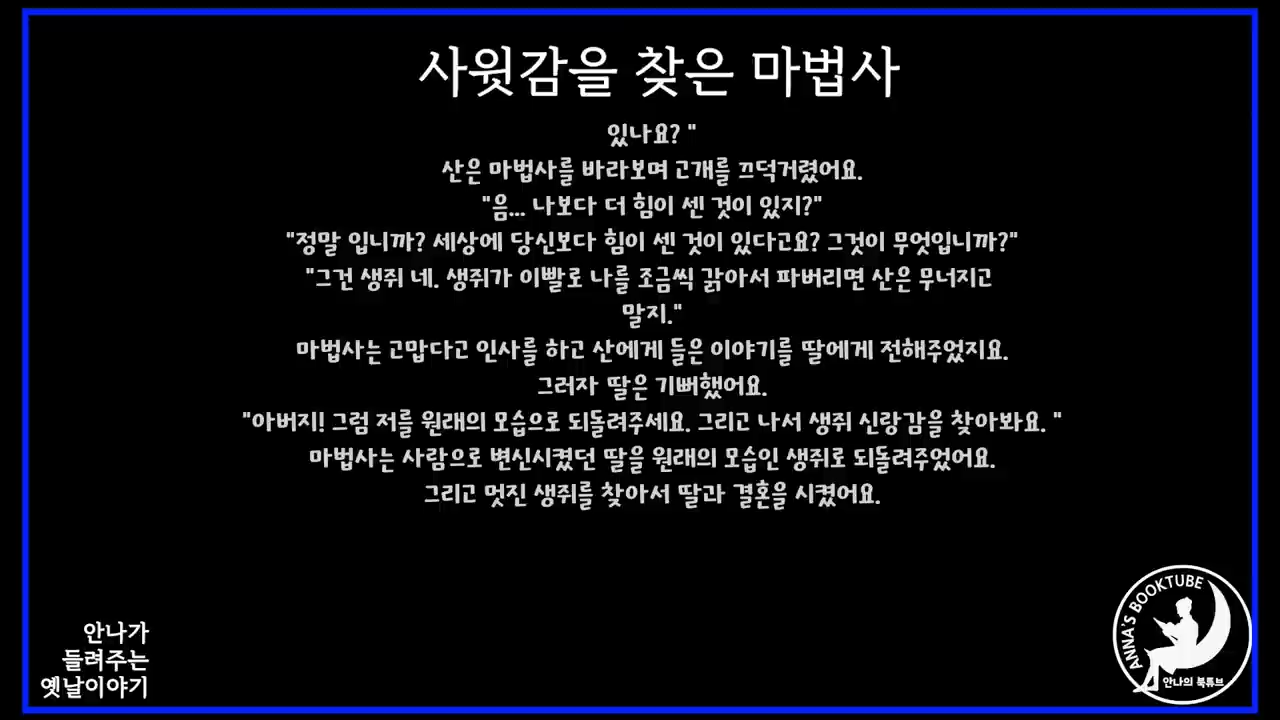 사윗감을 찾은 마법사
있나요? "
산은 마법사를 바라보며 고개를 끄덕거렸어요.
"음... 나보다 더 힘이 센 것이 있지?"
"정말 입니까? 세상에 당신보다 힘이 센 것이 있다고요? 그것이 무엇입니까?"
"그건 생쥐 네. 생쥐가 이빨로 나를 조금씩 갉아서 파버리면 산은 무너지고
말지."
마법사는 고맙다고 인사를 하고 산에게 들은 이야기를 딸에게 전해주었지요.
그러자 딸은 기뻐했어요.
"아버지! 그럼 저를 원래의 모습으로 되돌려주세요. 그리고 나서 생쥐 신랑감을 찾아봐요. "
마법사는 사람으로 변신시켰던 딸을 원래의 모습인 생쥐로 되돌려주었어요.
그리고 멋진 생쥐를 찾아서 딸과 결혼을 시켰어요.
안나가
들려주는
옛날이야기
ANNA'S BOOKTUBE
안나의 북튜브